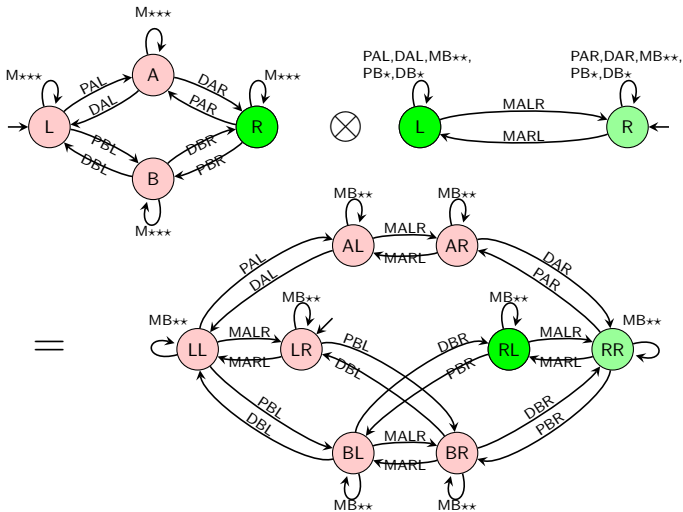 M⋆⋆⋆
PAL,DAL,MB⋆⋆,
PB⋆,DB⋆
PAR,DAR,MB⋆⋆,
PB⋆,DB⋆
M⋆⋆⋆
A
M⋆⋆⋆
PAL
DAL
DAR
PAR
MALR
L
R
⊗
L
R
PBL
DBL
DBR
PBR
MARL
B
M⋆⋆⋆
MB⋆⋆
MB⋆⋆
AL
MALR
MARL
AR
PAL
DAL
DAR
PAR
MB⋆⋆
MB⋆⋆
MB⋆⋆
MB⋆⋆
=
LL
MALR
MARL
LR
PBL
DBL
DBR
PBR
RL
MALR
MARL
RR
PBL
DBL
DBR
PBR
BL
MALR
MARL
BR
MB⋆⋆
MB⋆⋆